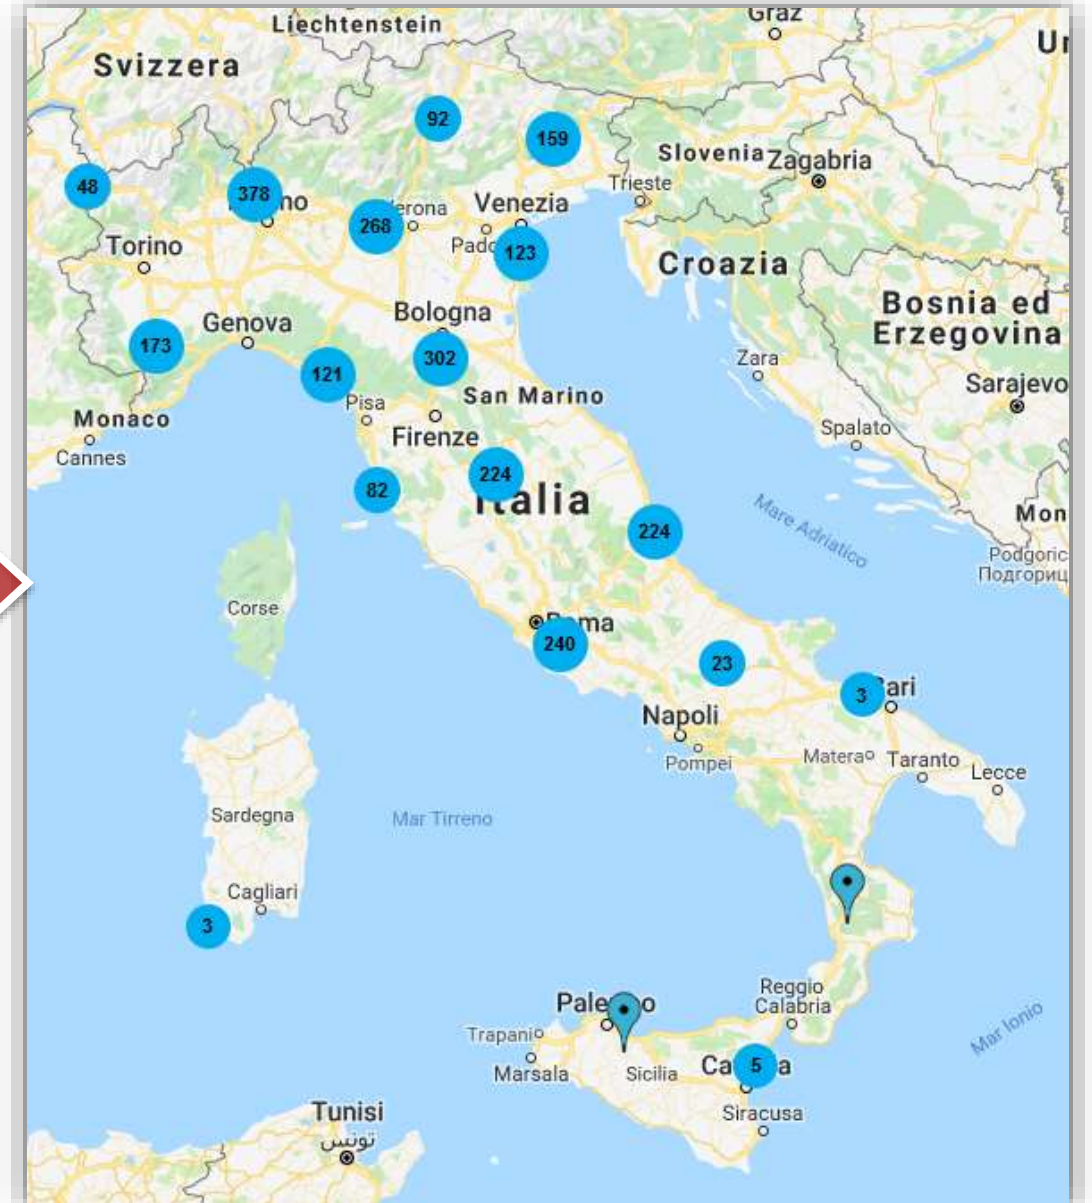 Liechtenstein
Graz
Svizzera
92
159
Slovenia
Zagabria
48
378
Trieste
Venezia
268
123
Torino
Croazia
Bologna
Bosnia ed
Erzegovina
Genova
173
302
121
Zara
Pisa
San Marino
Sarajevo
Monaco
Firenze
Spalato
Cannes
224
82
Italia
Mare Adriatico
224
Corse
240
23
3
Napoli
Pompei
Matera
Taranto
Lecce
Sardegna
Mar Tirreno
Cagliari
3
Reggio
Calabria
Mar Ionio
Trapani
Marsala
Sicilia
5
Siracusa
Tunisi
تونس